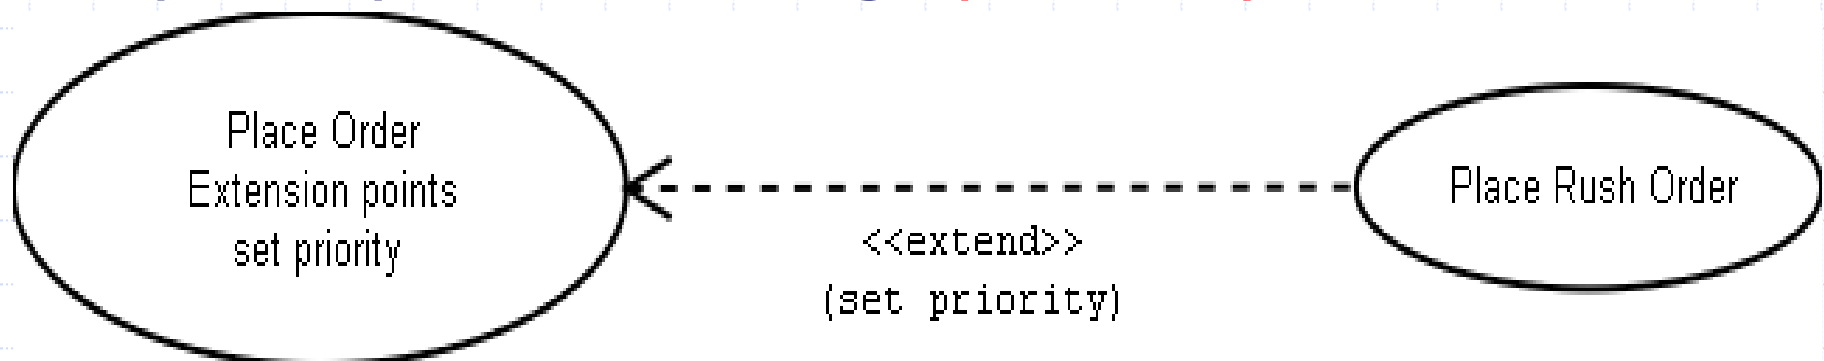 Place Order
Extension points
set priority
<<extend>>
(set priority)
Place Rush Order